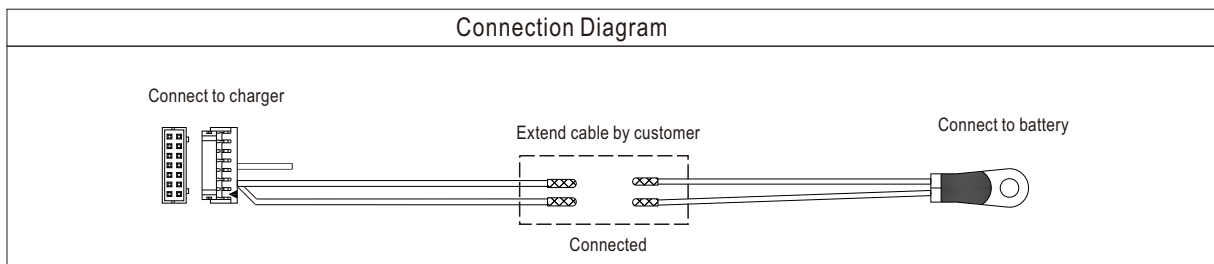 Connection Diagram
Connect to charger
Extend cable by customer
Connect to battery
Connected